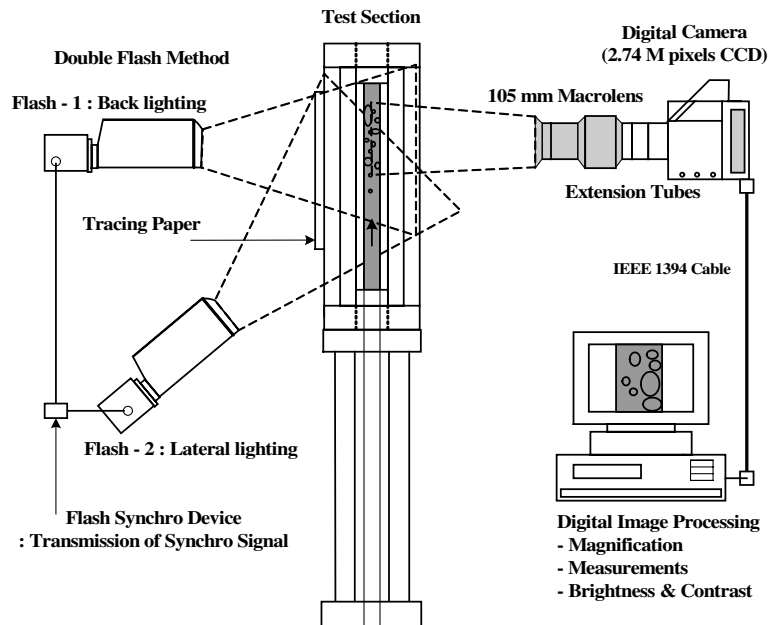 Test Section
Double Flash Method
Digital Camera
(2.74 M pixels CCD)
Flash - 1 : Back lighting
105 mm Macrolens
Extension Tubes
Tracing Paper
IEEE 1394 Cable
Flash - 2 : Lateral lighting
Flash Synchro Device
: Transmission of Synchro Signal
Digital Image Processing
- Magnification
- Measurements
- Brightness & Contrast